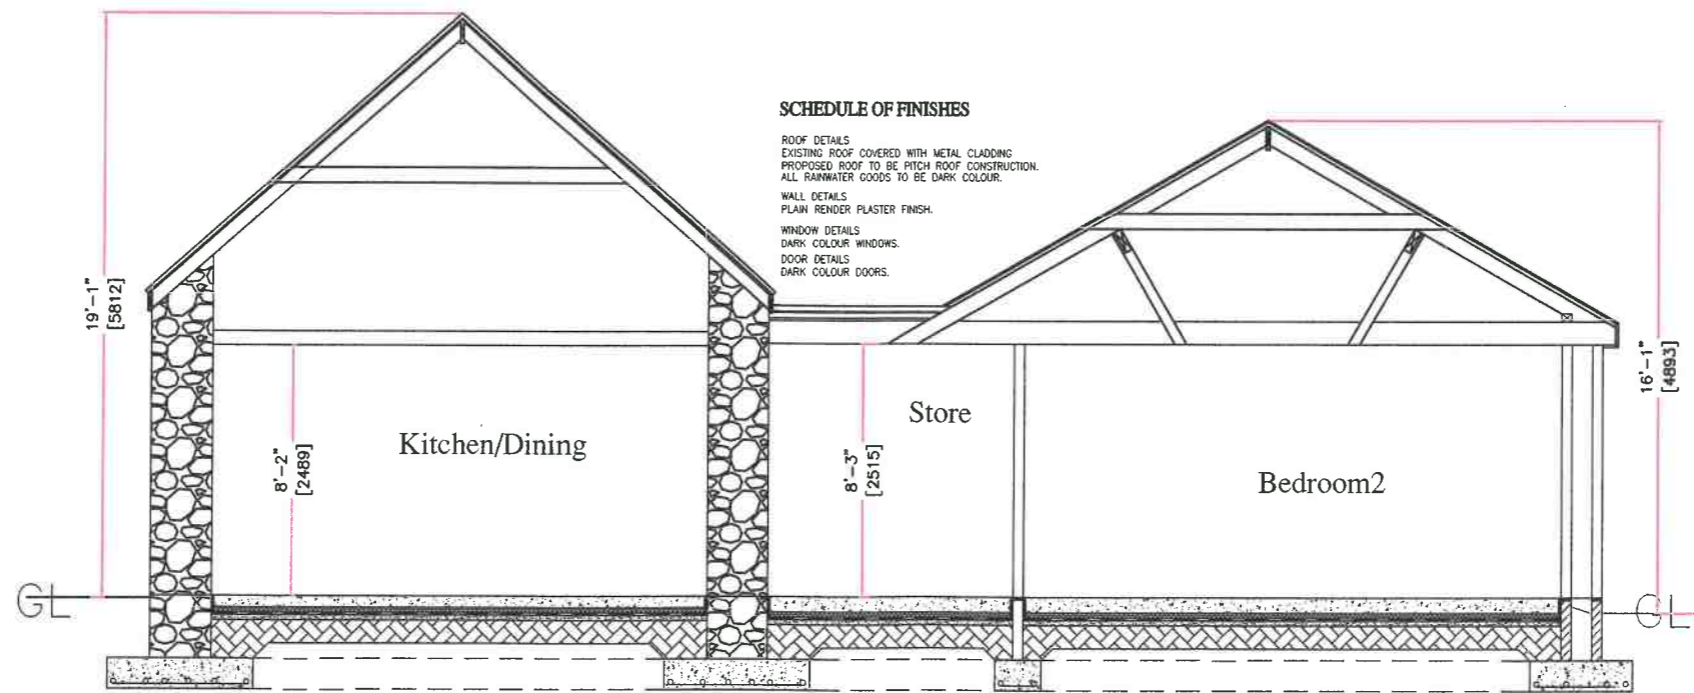 SCHEDULE OF FINISHES
ROOF DETAILS
EXISTING ROOF COVERED WITH METAL CLADDING
PROPOSED ROOF TO BE PITCH ROOF CONSTRUCTION.
ALL RAINWATER GOODS TO BE DARK COLOUR.
WALL DETAILS
PLAIN RENDER PLASTER FINISH.
WINDOW DETAILS
DARK COLOUR WINDOWS.
DOOR DETAILS
DARK COLOUR DOORS.
19'-1"
[5812]
16'-1"
[4893]
Kitchen/Dining
8'-2"
[2489]
Store
8'-3"
[2515]
Bedroom2
GL
GL